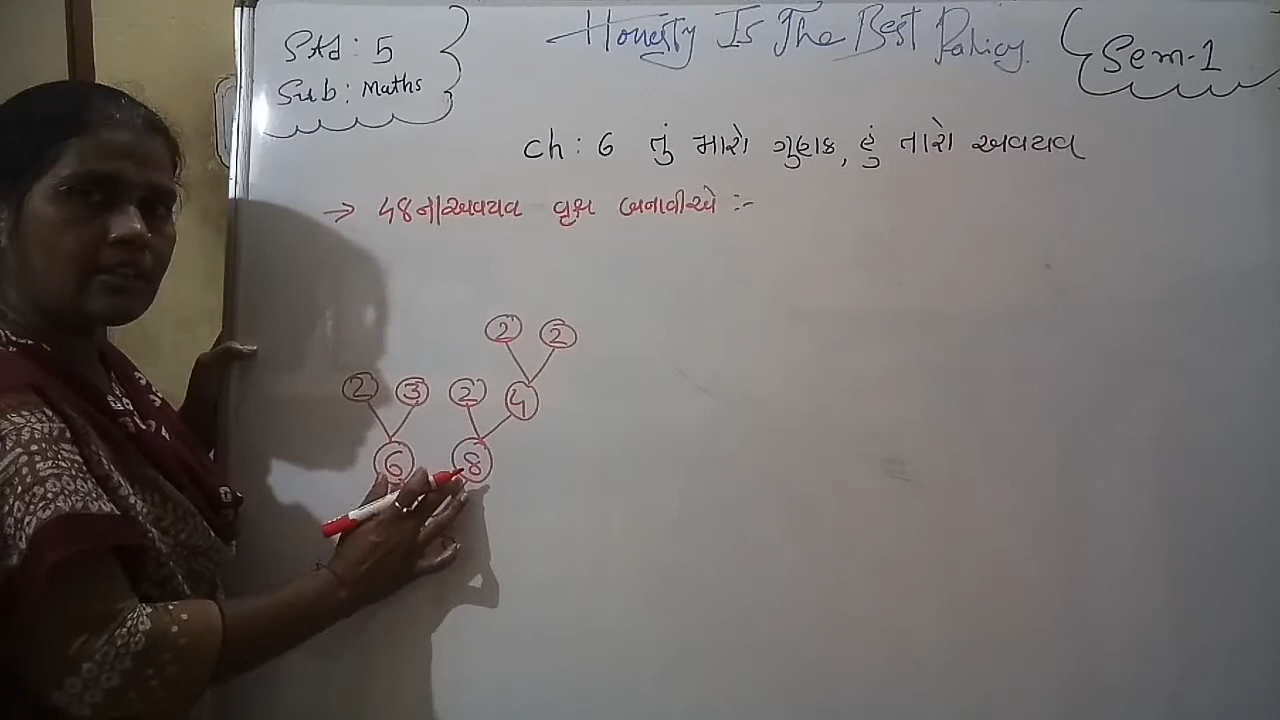 Std : 5
Sub : Maths
Honesty Is The Best Policy.
Sem-1
ch : 6 તું મારો ગુણક, હું તારો અવયવ
→ 48ના અવયવ વૃક્ષ બનાવીએ :-
2 2
2 3 2 4
6 8